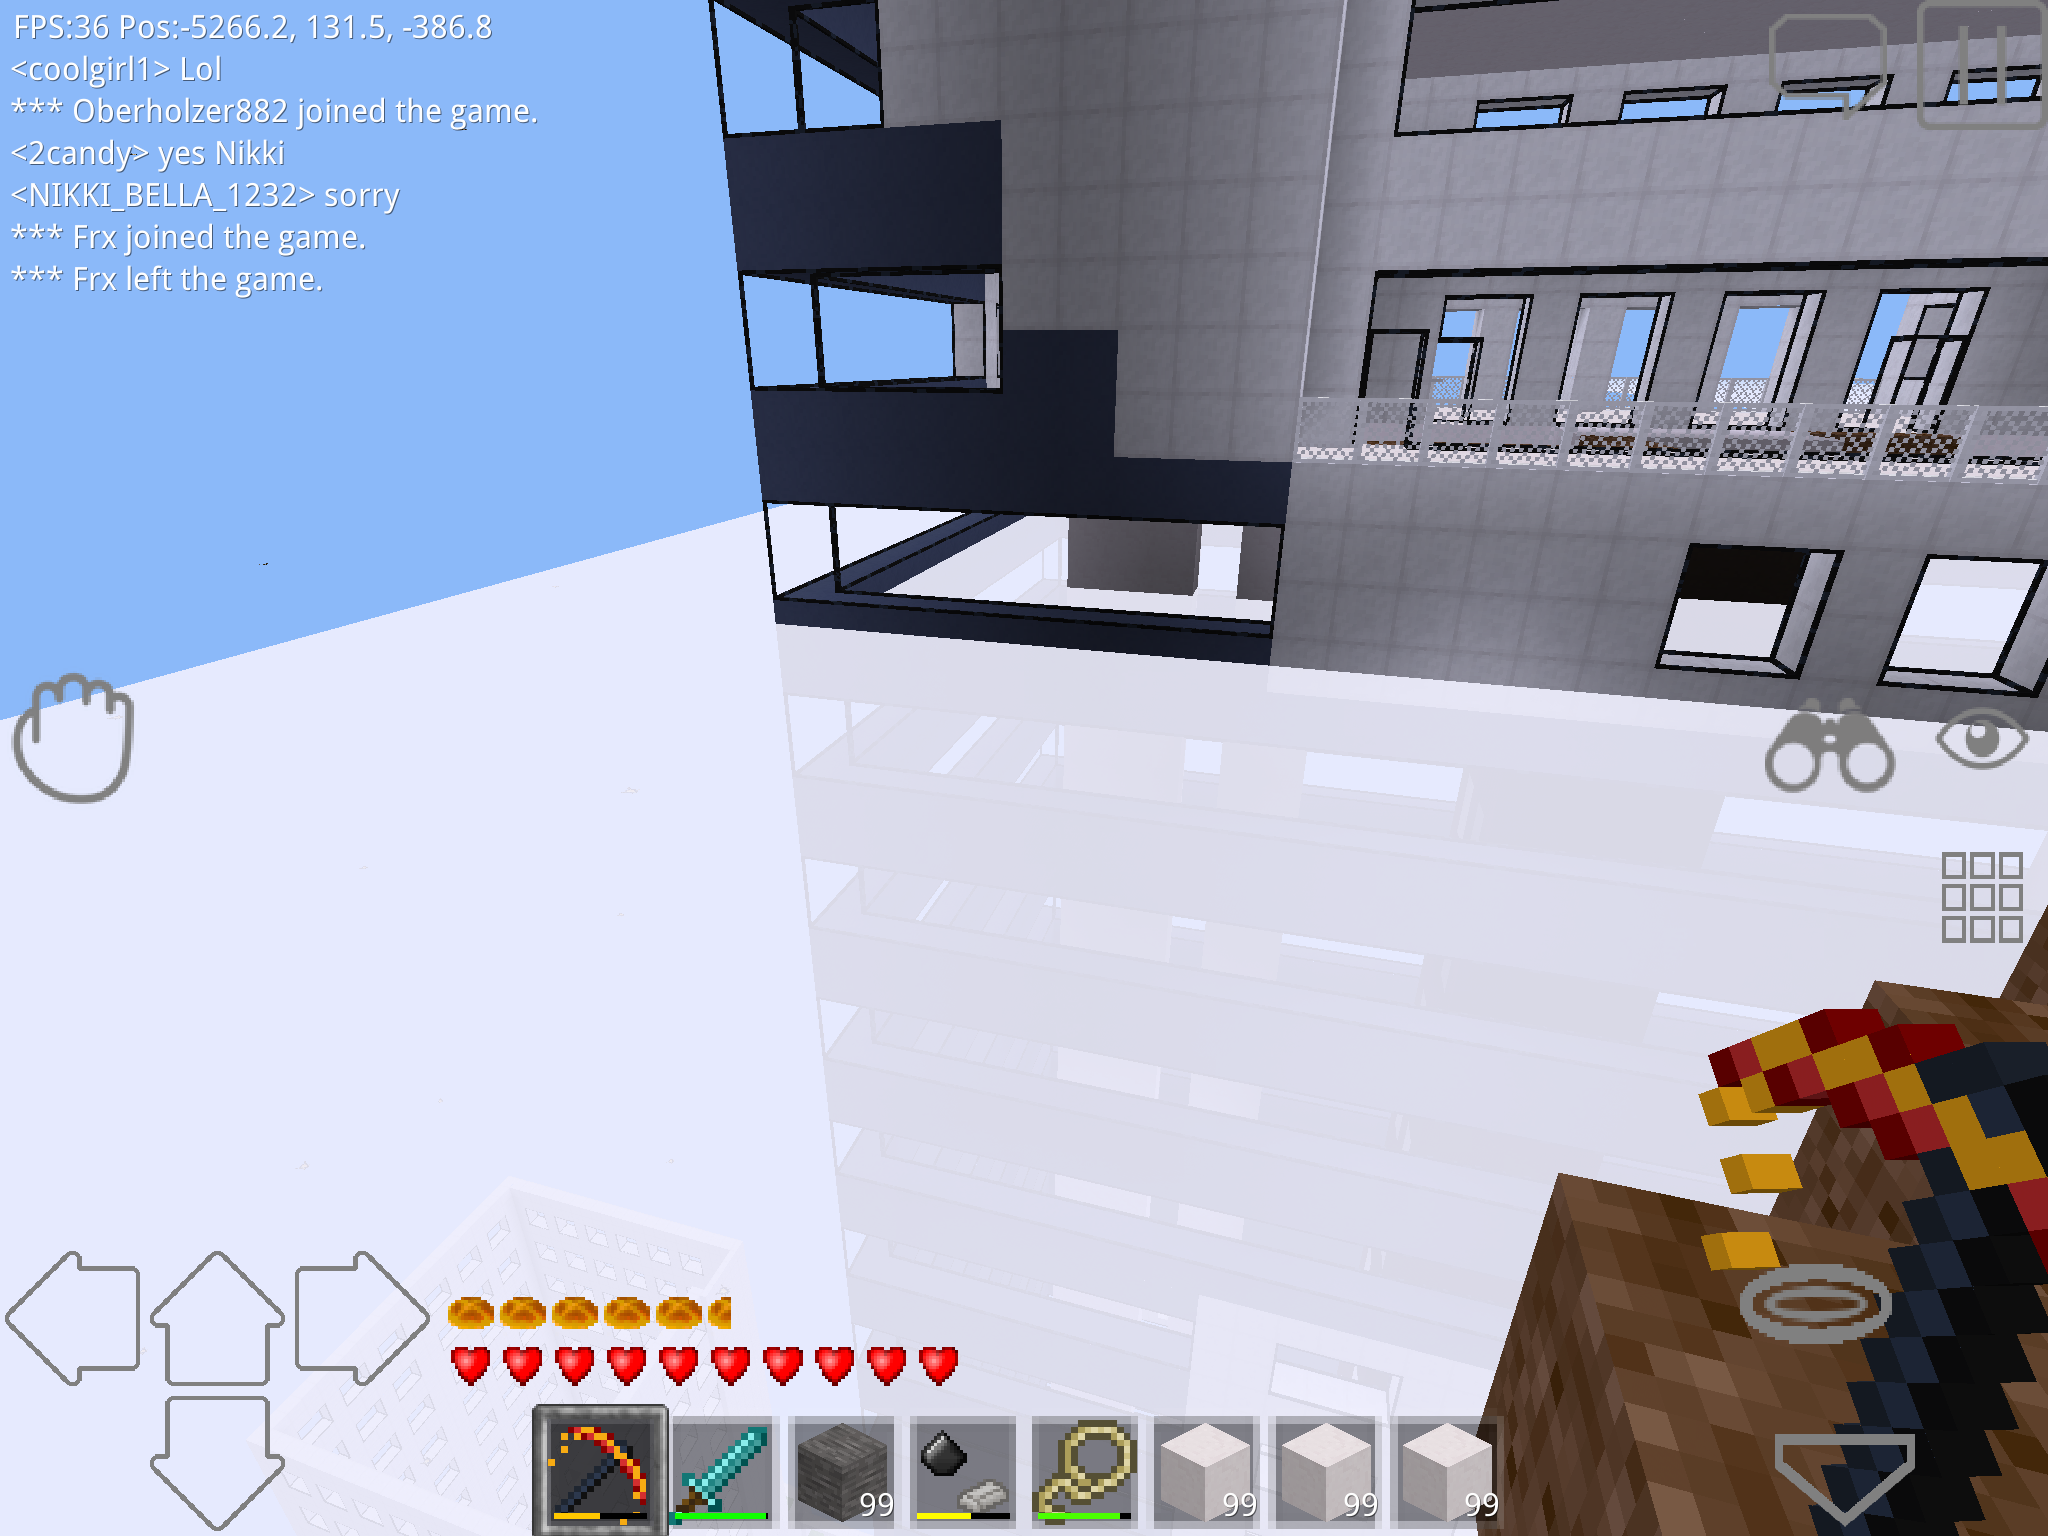 FPS:36 Pos:-5266.2, 131.5, -386.8
<coolgirl1> Lol
*** Oberholzer882 joined the game.
<2candy> yes Nikki
<NIKKI_BELLA_1232> sorry
*** Frx joined the game.
*** Frx left the game.
99 99 99 99